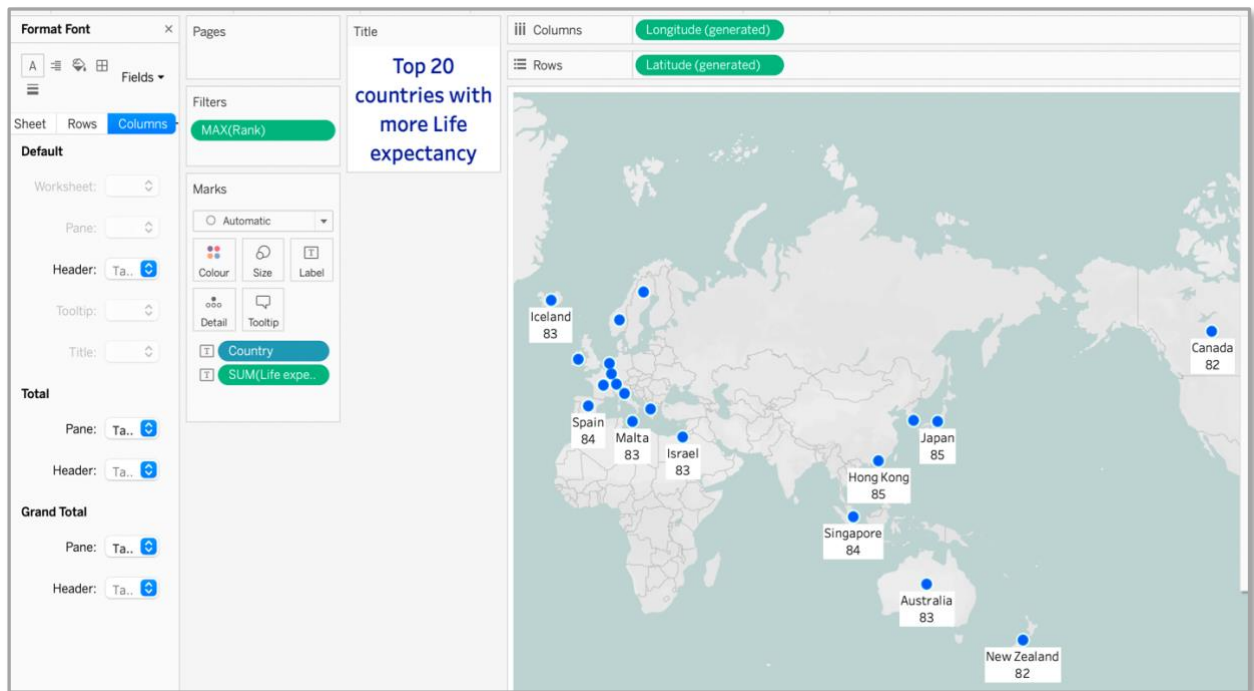 Format Font
×
A
Fields
Sheet Rows Columns
Default
Worksheet:
Pane:
Header: Ta..
Tooltip:
Title:
Total
Pane: Ta..
Header: Ta..
Grand Total
Pane: Ta..
Header: Ta..
Pages
Filters
MAX(Rank)
Marks
Automatic
Colour Size Label
Detail Tooltip
Country
SUM(Life expe..
Title
Top 20
countries with
more Life
expectancy
Columns Longitude (generated)
Rows Latitude (generated)
Iceland
83
Canada
82
Spain
84
Malta
83
Israel
83
Japan
85
Hong Kong
85
Singapore
84
Australia
83
New Zealand
82